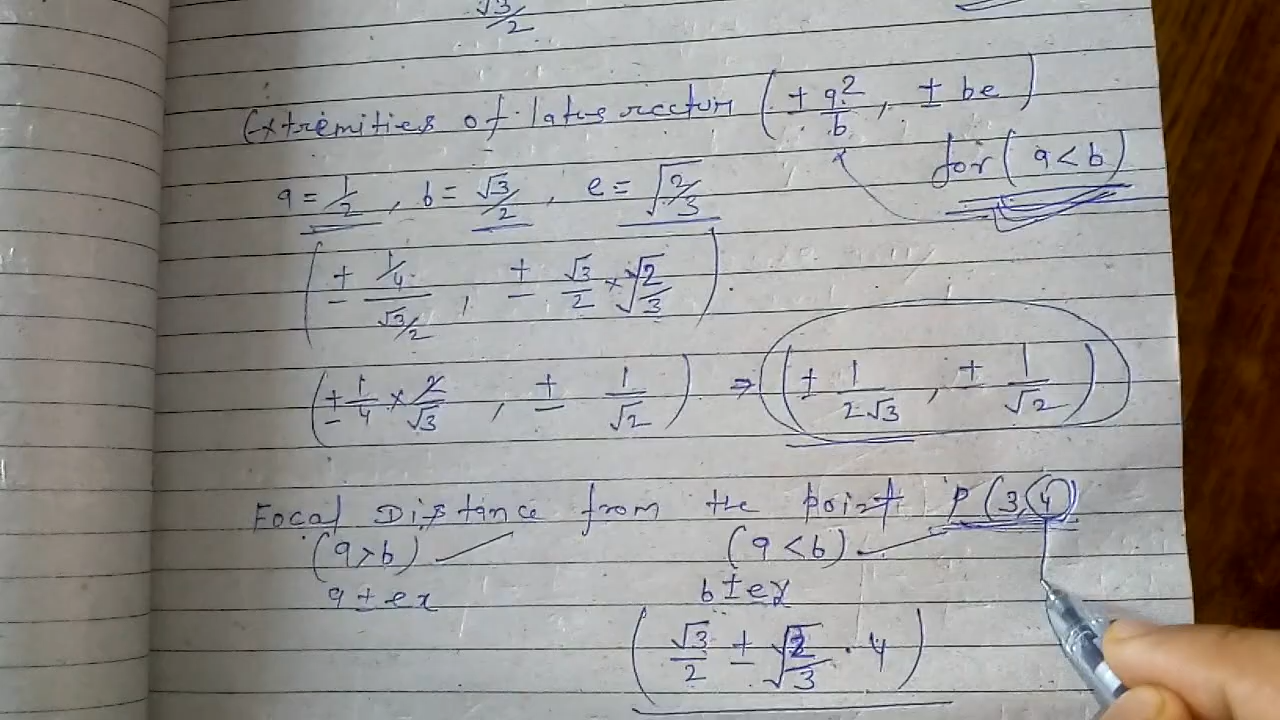 √3/2
Extremities of latus rectum (± a²/b, ± be)
for (a < b)
a = 1/2, b = √3/2, e = √2/3
(± 1/4/√3/2, ± √3/2 × √2/3).
(± 1/4 × 2/√3, ± 1/√2) ⇒ (± 1/2√3, ± 1/√2)
Focal Distance from the point P(3,4)
(a>b) (a<b)
a ± ex b ± ey
(√3/2 ± √2/3 · 4)